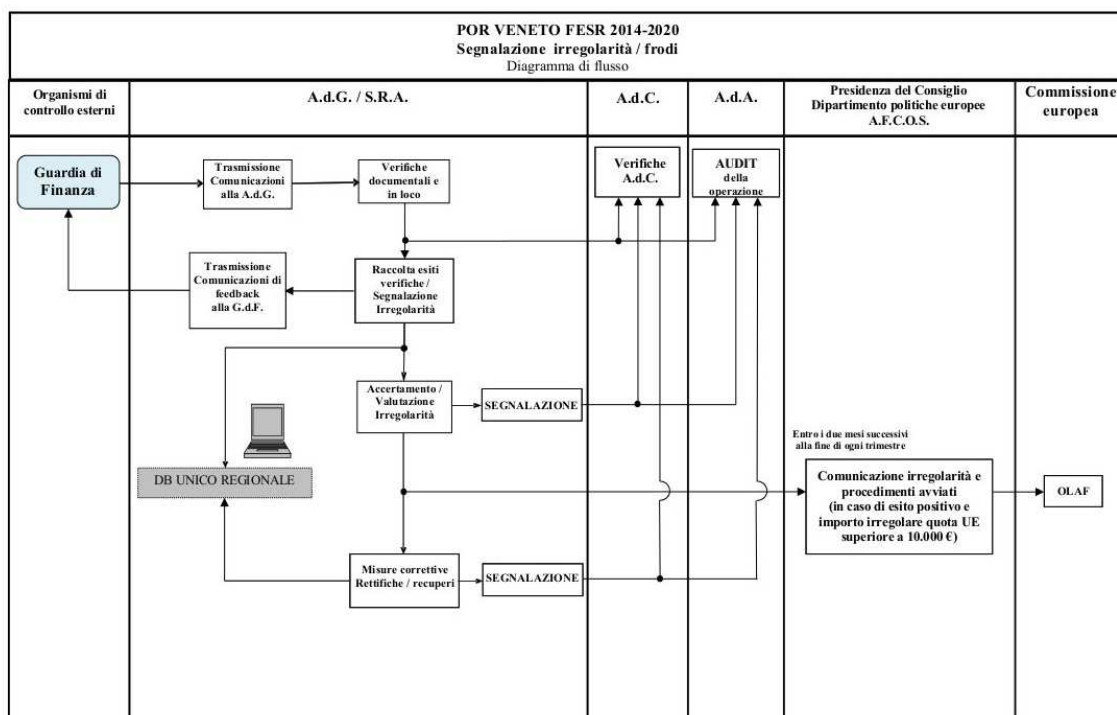 POR VENETO FESR 2014-2020
Segnalazione irregolarità / frodi
Diagramma di flusso
Organismi di
controllo esterni
A.d.G. / S.R.A.
A.d.C.
A.d.A.
Presidenza del Consiglio
Dipartimento politiche europee
A.F.C.O.S.
Commissione
europea
Guardia di
Finanza
Trasmissione
Comunicazioni
alla A.d.G.
Verifiche
documentali e
in loco
Verifiche
A.d.C.
AUDIT
della
operazione
Trasmissione
Comunicazioni di
feedback
alla G.d.F.
Raccolta esiti
verifiche /
Segnalazione
Irregolarità
Accertamento /
Valutazione
Irregolarità
SEGNALAZIONE
DB UNICO REGIONALE
Entro i due mesi successivi
alla fine di ogni trimestre
Comunicazione irregolarità e
procedimenti avviati
(in caso di esito positivo e
importo irregolare quota UE
superiore a 10.000 €)
OLAF
Misure correttive
Rettifiche / recuperi
SEGNALAZIONE